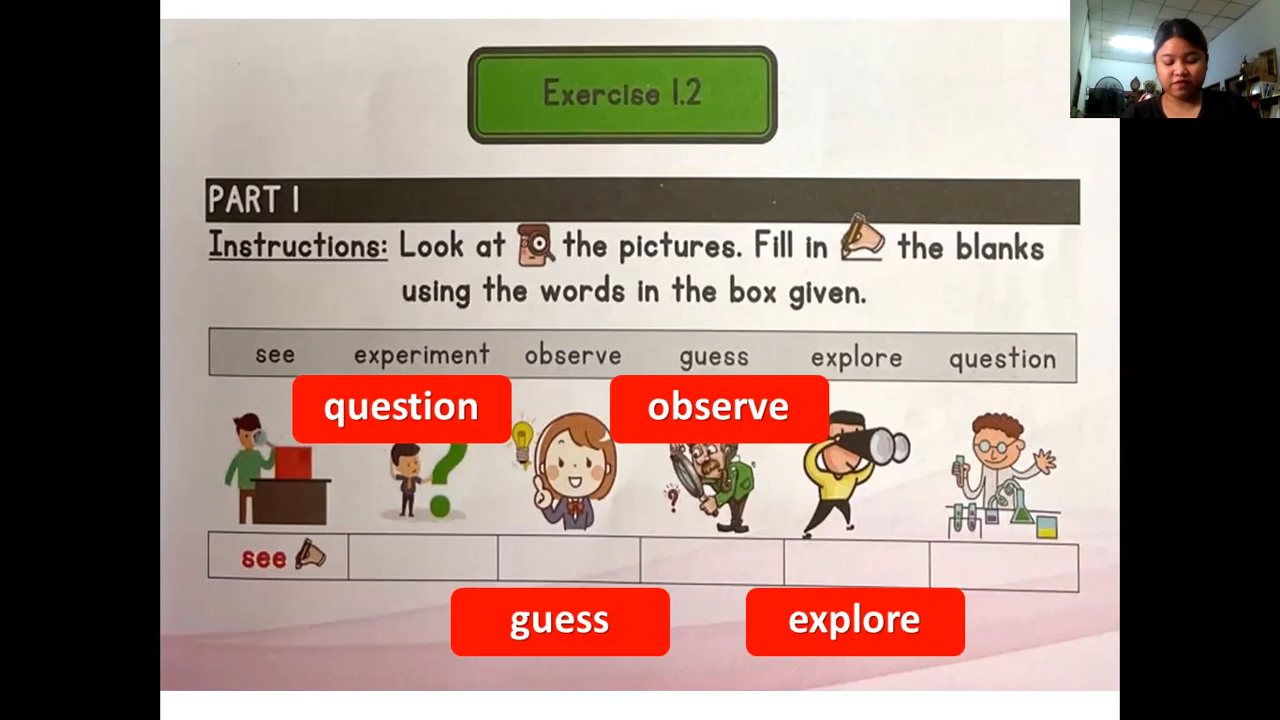 Exercise 1.2
PART 1
Instructions: Look at the pictures. Fill in the blanks
using the words in the box given.
see experiment observe guess explore question
question observe
?
?
see
guess explore